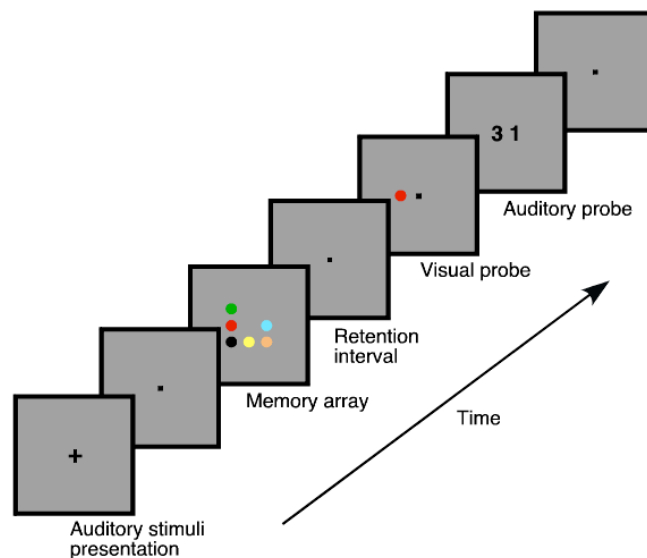 3 1
Auditory probe
Visual probe
Retention
interval
Memory array
Time
Auditory stimuli
presentation